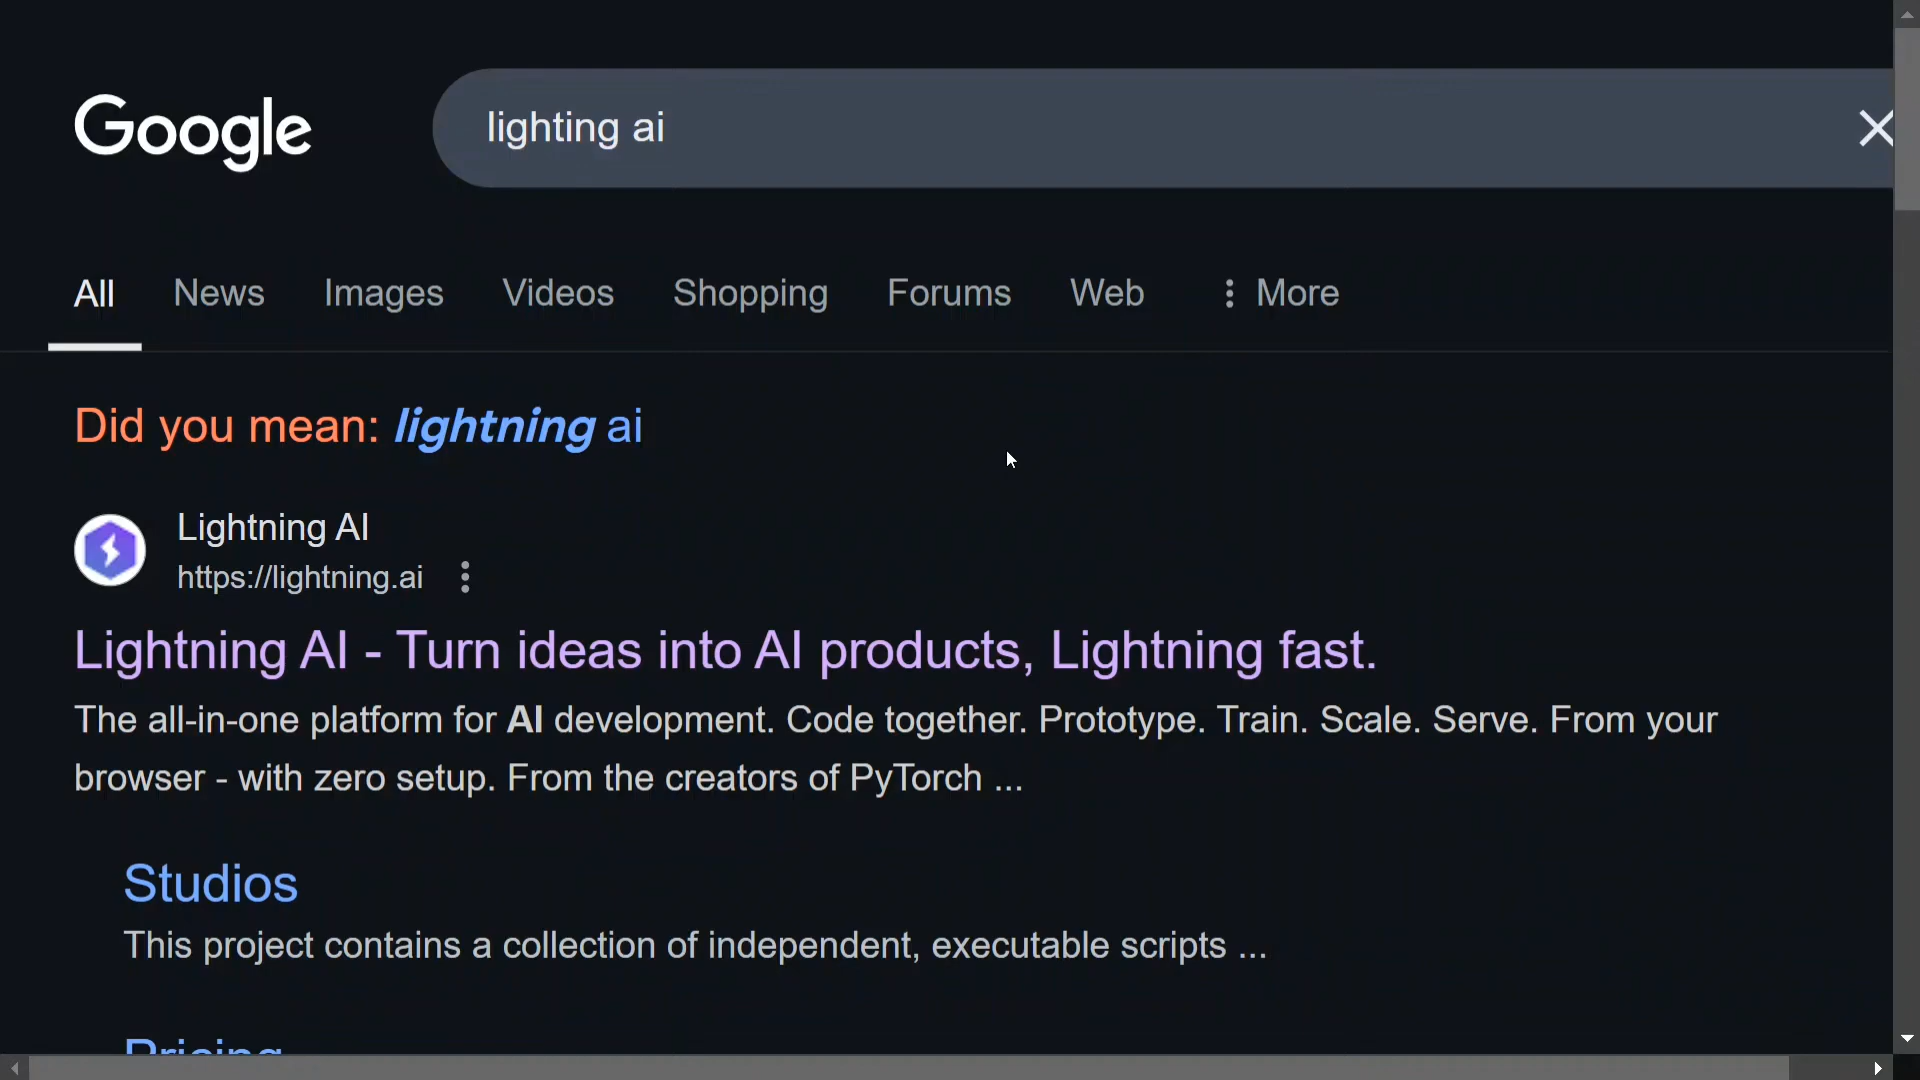 Google
lighting ai
All News Images Videos Shopping Forums Web More
Did you mean: lightning ai
Lightning AI
https://lightning.ai
Lightning AI - Turn ideas into AI products, Lightning fast.
The all-in-one platform for AI development. Code together. Prototype. Train. Scale. Serve. From your
browser - with zero setup. From the creators of PyTorch ...
Studios
This project contains a collection of independent, executable scripts ...
Pricing